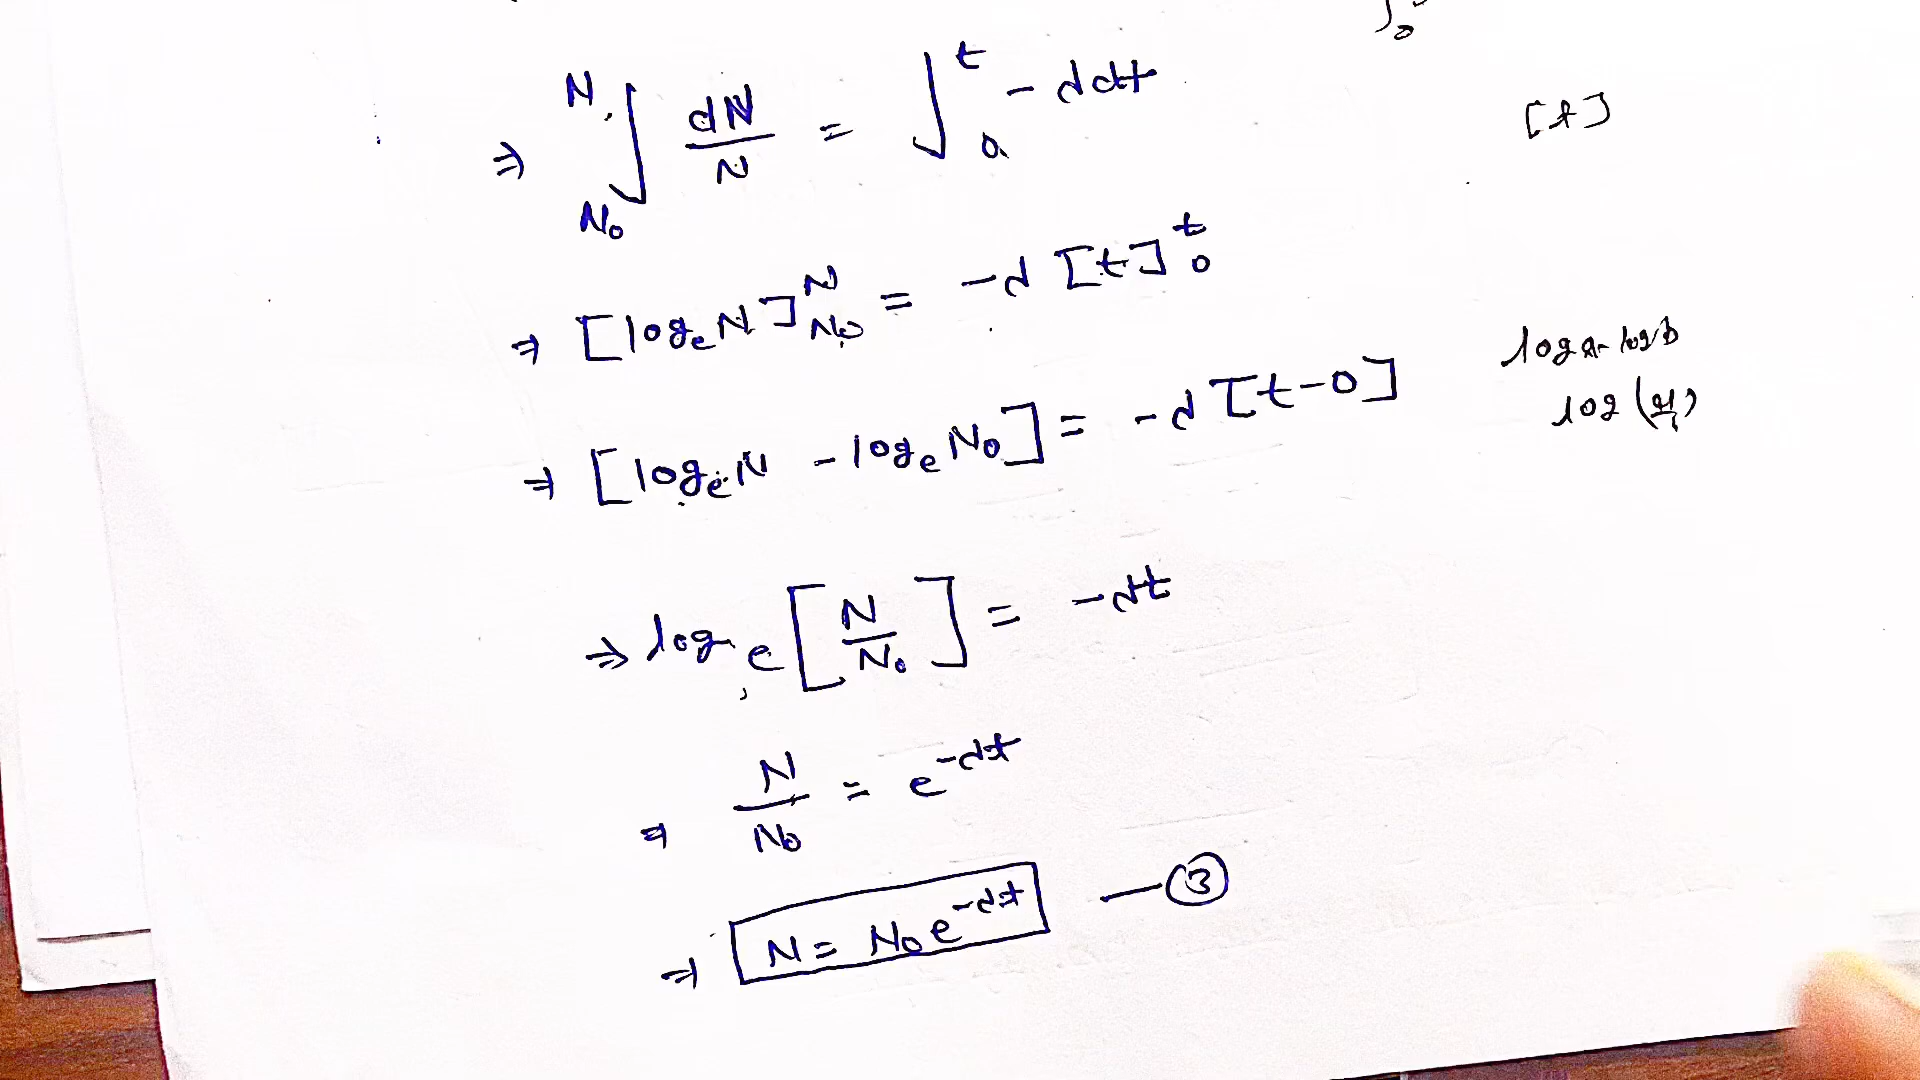 ⇒ ∫_{N₀}^{N} dN/N = ∫_0^t - λdt
[t]
⇒ [logₑN]_{N₀}^{N} = -λ [t]_0^t
⇒ [logₑN - logₑN₀] = -λ [t-0]
log a - log b
⇒ logₑ[N/N₀] = -λt
⇒ N/N₀ = e^{-λt}
⇒ N = N₀e^{-λt} —③